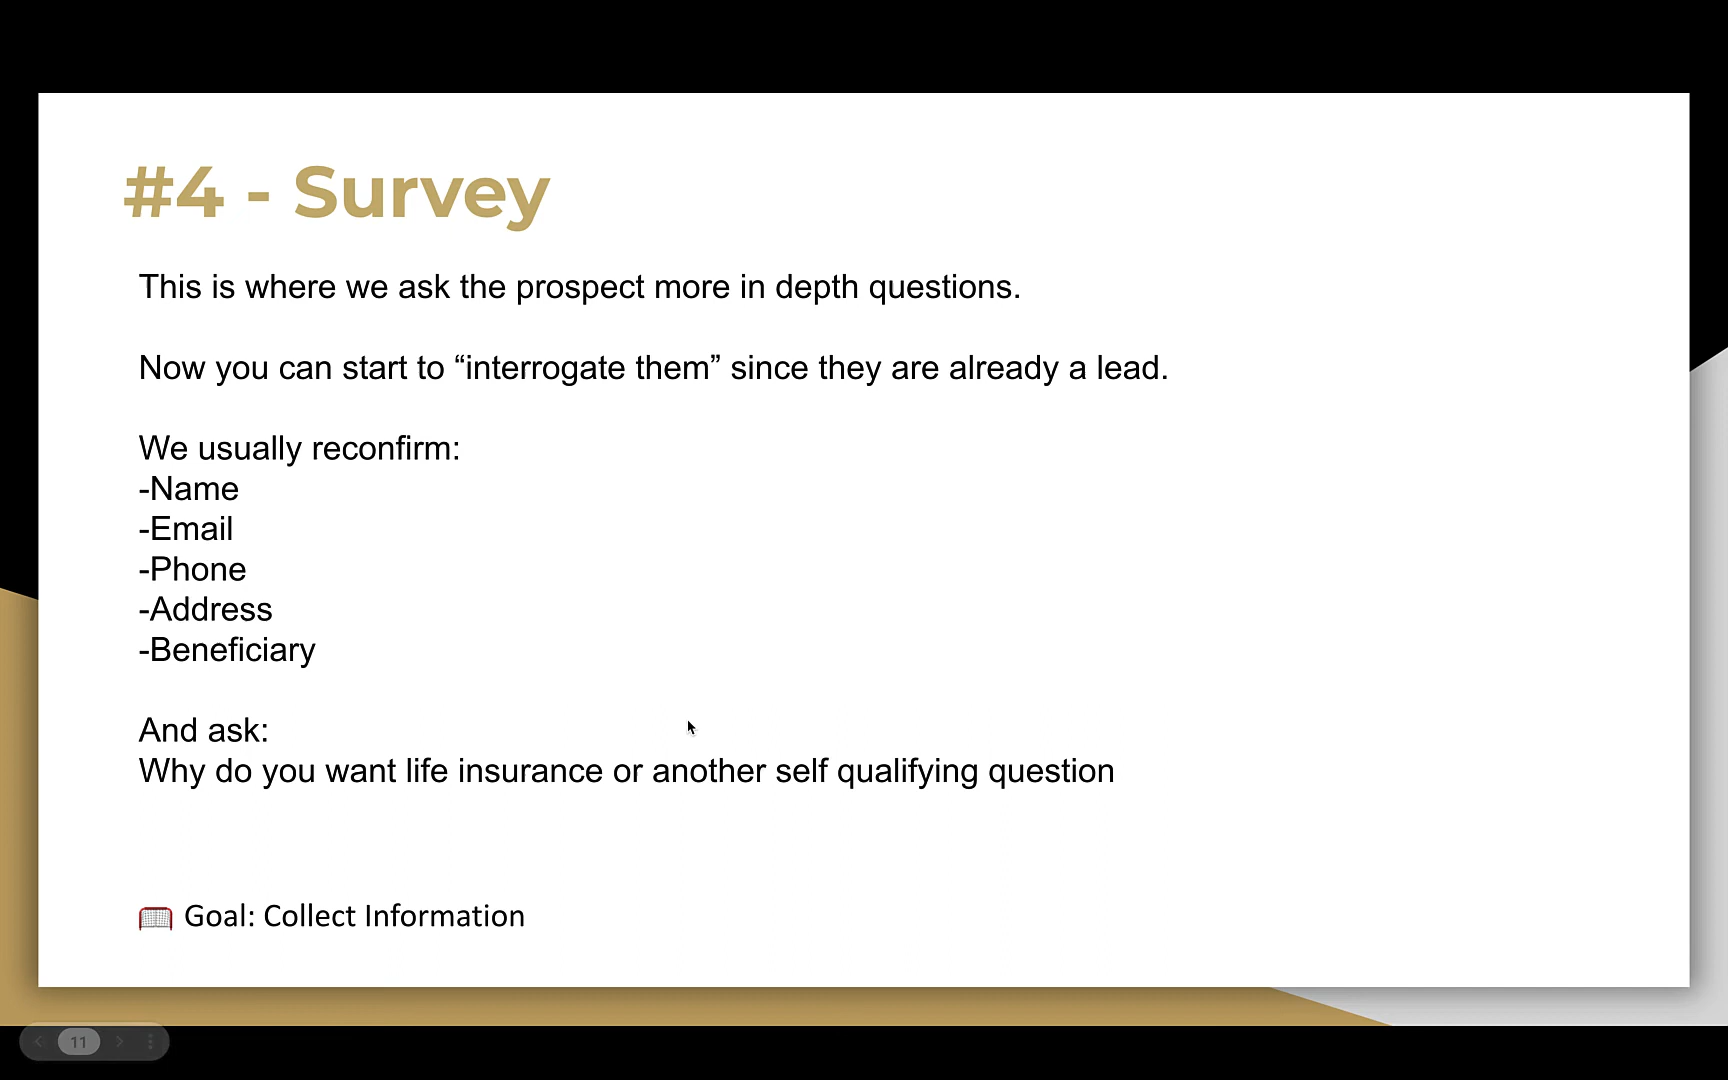 #4 - Survey
This is where we ask the prospect more in depth questions.
Now you can start to “interrogate them” since they are already a lead.
We usually reconfirm:
-Name
-Email
-Phone
-Address
-Beneficiary
And ask:
Why do you want life insurance or another self qualifying question
Goal: Collect Information
11